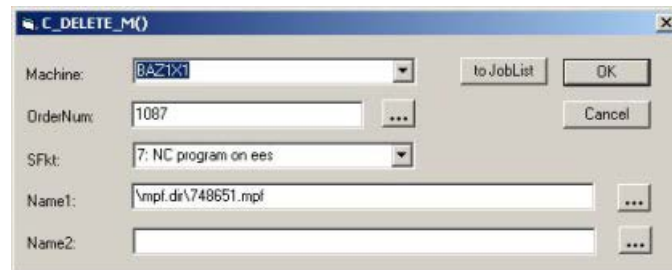 C_DELETE_M()
Machine: BAZ1X1 to JobList OK
OrderNum: 1087 ... Cancel
SFkt: 7: NC program on ees
Name1: \mpf.dir\748651.mpf ...
Name2: ...